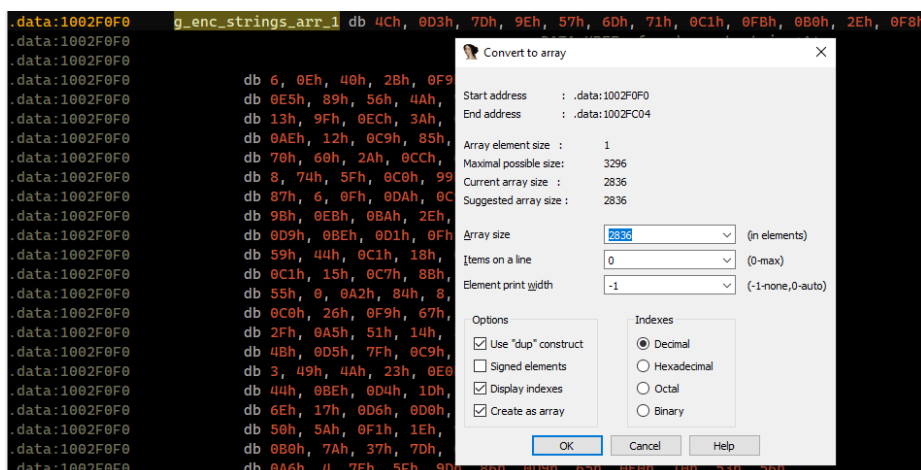 .data:1002F0F0 g_enc_strings_arr_1 db 4Ch, 0D3h, 7Dh, 9Eh, 57h, 6Dh, 71h, 0C1h, 0FBh, 0B0h, 2Eh, 0F8h
.data:1002F0F0
.data:1002F0F0
.data:1002F0F0 db 6, 0Eh, 40h, 2Bh, 0F9
.data:1002F0F0 db 0E5h, 89h, 56h, 4Ah,
.data:1002F0F0 db 13h, 9Fh, 0ECh, 3Ah,
.data:1002F0F0 db 0AEh, 12h, 0C9h, 85h,
.data:1002F0F0 db 70h, 60h, 2Ah, 0CCh,
.data:1002F0F0 db 8, 74h, 5Fh, 0C0h, 99
.data:1002F0F0 db 87h, 6, 0Fh, 0DAh, 0C
.data:1002F0F0 db 9Bh, 0EBh, 0BAh, 2Eh,
.data:1002F0F0 db 0D9h, 0BEh, 0D1h, 0Fh
.data:1002F0F0 db 59h, 44h, 0C1h, 18h,
.data:1002F0F0 db 0C1h, 15h, 0C7h, 8Bh,
.data:1002F0F0 db 55h, 0, 0A2h, 84h, 8,
.data:1002F0F0 db 0C0h, 26h, 0F9h, 67h,
.data:1002F0F0 db 2Fh, 0A5h, 51h, 14h,
.data:1002F0F0 db 4Bh, 0D5h, 7Fh, 0C9h,
.data:1002F0F0 db 3, 49h, 4Ah, 23h, 0E0
.data:1002F0F0 db 44h, 0BEh, 0D4h, 1Dh,
.data:1002F0F0 db 6Eh, 17h, 0D6h, 0D0h,
.data:1002F0F0 db 50h, 5Ah, 0F1h, 1Eh,
.data:1002F0F0 db 0B0h, 7Ah, 37h, 7Dh,
.data:1002F0F0
Convert to array
Start address : .data:1002F0F0
End address : .data:1002FC04
Array element size : 1
Maximal possible size: 3296
Current array size : 2836
Suggested array size : 2836
Array size 2836 (in elements)
Items on a line 0 (0-max)
Element print width -1 (-1-none,0-auto)
Options
Use "dup" construct
Signed elements
Display indexes
Create as array
Indexes
Decimal
Hexadecimal
Octal
Binary
OK Cancel Help